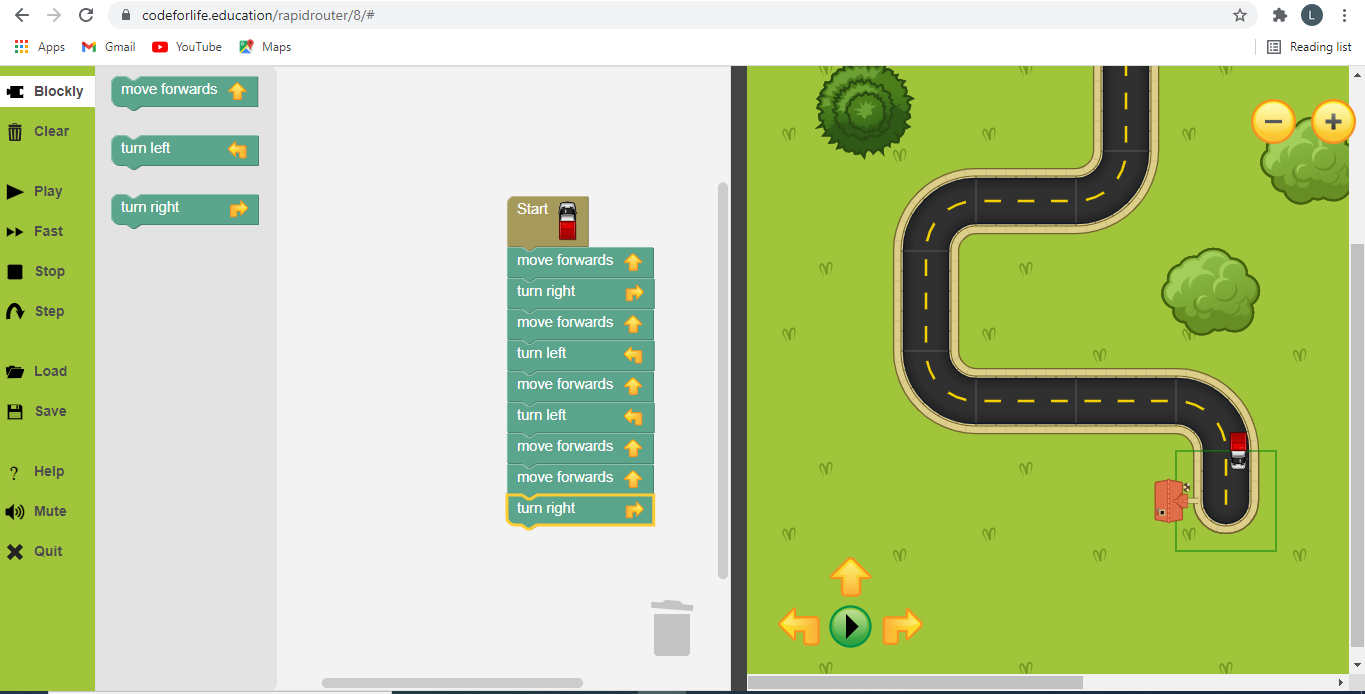 codeforlife.education/rapidrouter/8/#
L
Apps Gmail YouTube Maps Reading list
Blockly
Clear
Play
Fast
Stop
Step
Load
Save
Help
Mute
Quit
move forwards
turn left
turn right
Start
move forwards
turn right
move forwards
turn left
move forwards
turn left
move forwards
move forwards
turn right